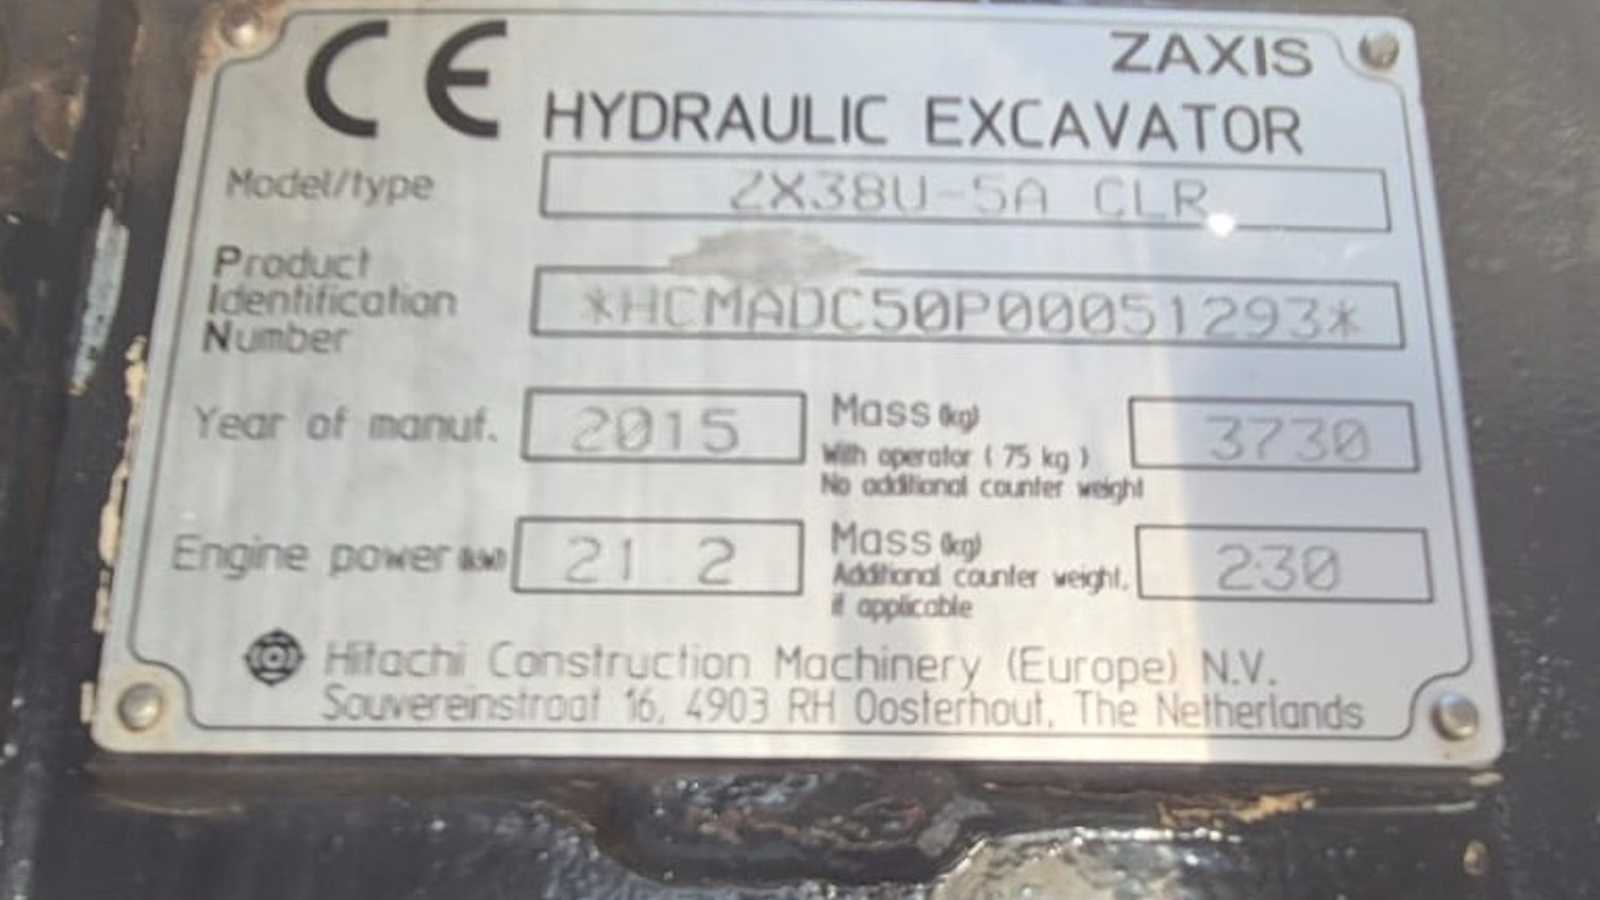 CE ZAXIS
HYDRAULIC EXCAVATOR
Model/type ZX38U-5A CLR
Product
Identification
Number *HCMADC50P00051293*
Year of manuf. 2015
Mass (kg) 3730
With operator ( 75 kg )
No additional counter weight
Engine power (kW) 21 2
Mass (kg) 230
Additional counter weight,
if applicable
Hitachi Construction Machinery (Europe) N.V.
Souvereinstraat 16, 4903 RH Oosterhout, The Netherlands